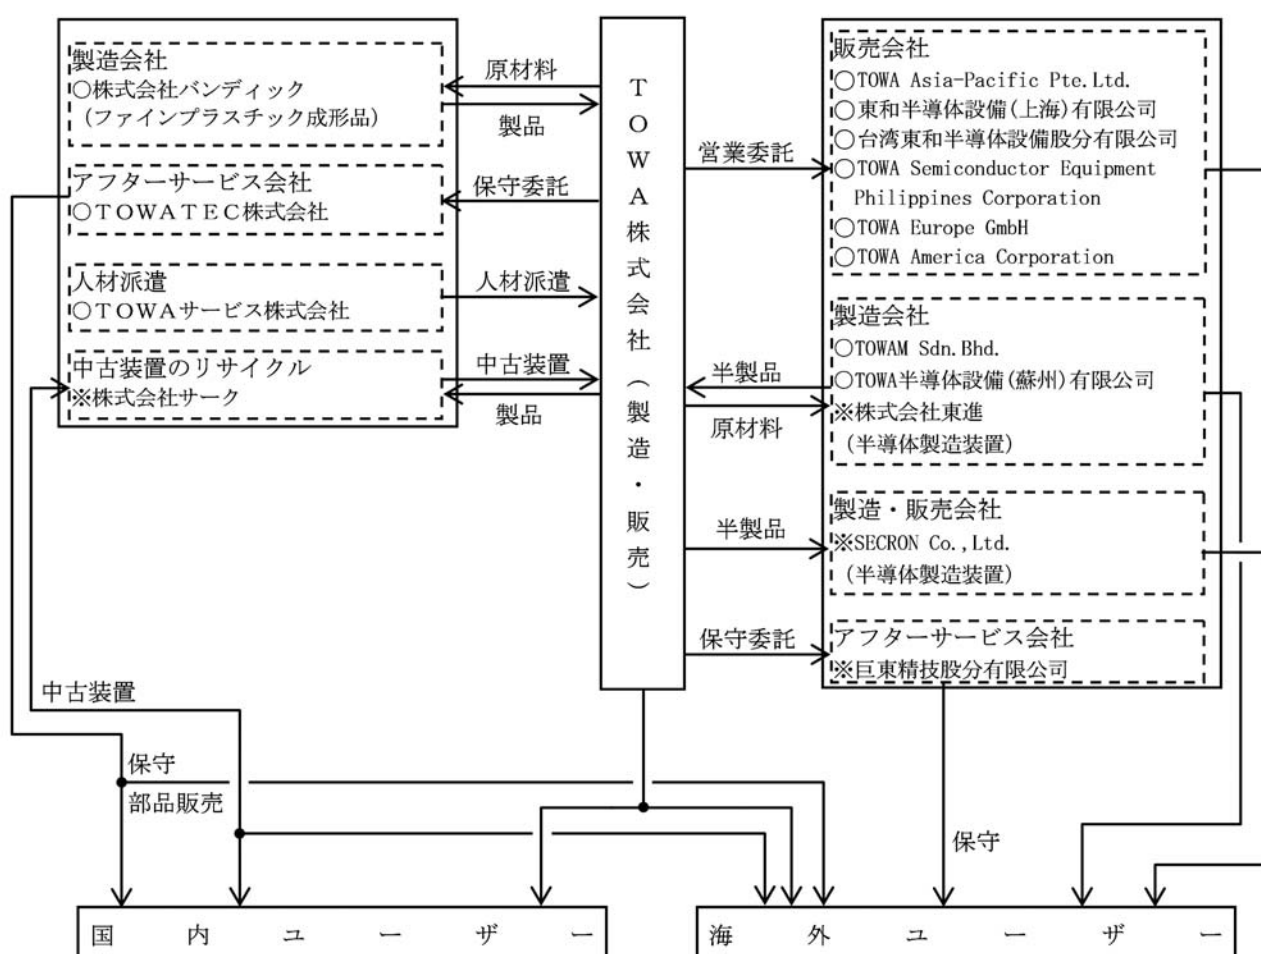 製造会社
○株式会社バンディック
(ファインプラスチック成形品)
アフターサービス会社
○TOWATEC株式会社
人材派遣
○TOWAサービス株式会社
中古装置のリサイクル
※株式会社サーク
原材料
製品
保守委託
人材派遣
中古装置
製品
TOWA株式会社(製造・販売)
営業委託
半製品
原材料
半製品
保守委託
販売会社
○TOWA Asia-Pacific Pte.Ltd.
○東和半導体設備(上海)有限公司
○台湾東和半導体設備股分有限公司
○TOWA Semiconductor Equipment
Philippines Corporation
○TOWA Europe GmbH
○TOWA America Corporation
製造会社
○TOWAM Sdn.Bhd.
○TOWA半導体設備(蘇州)有限公司
※株式会社東進
(半導体製造装置)
製造・販売会社
※SECRON Co.,Ltd.
(半導体製造装置)
アフターサービス会社
※巨東精技股分有限公司
中古装置
保守
部品販売
保守
国内ユーザー
海外ユーザー